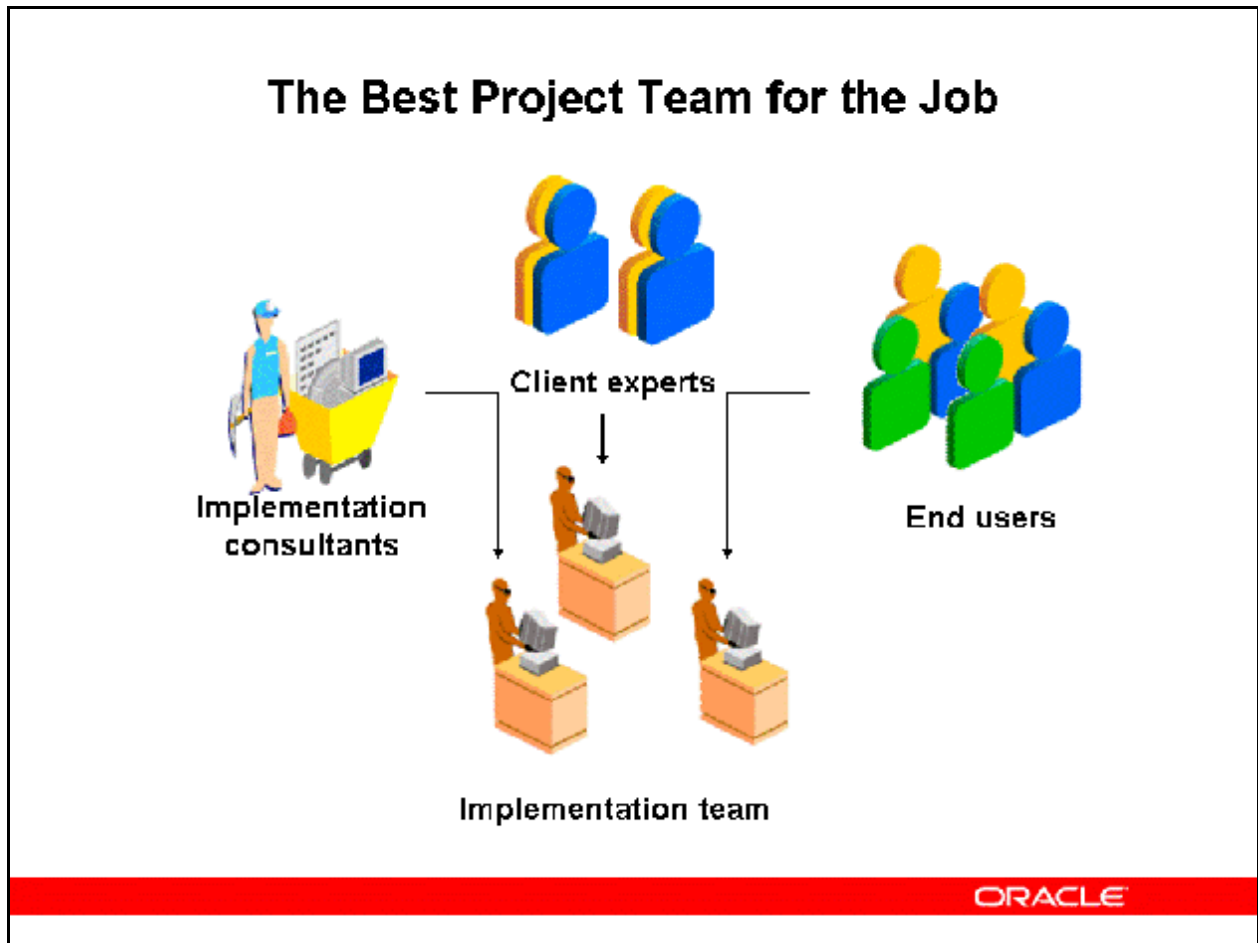 The Best Project Team for the Job
Client experts
Implementation
consultants
End users
Implementation team
ORACLE